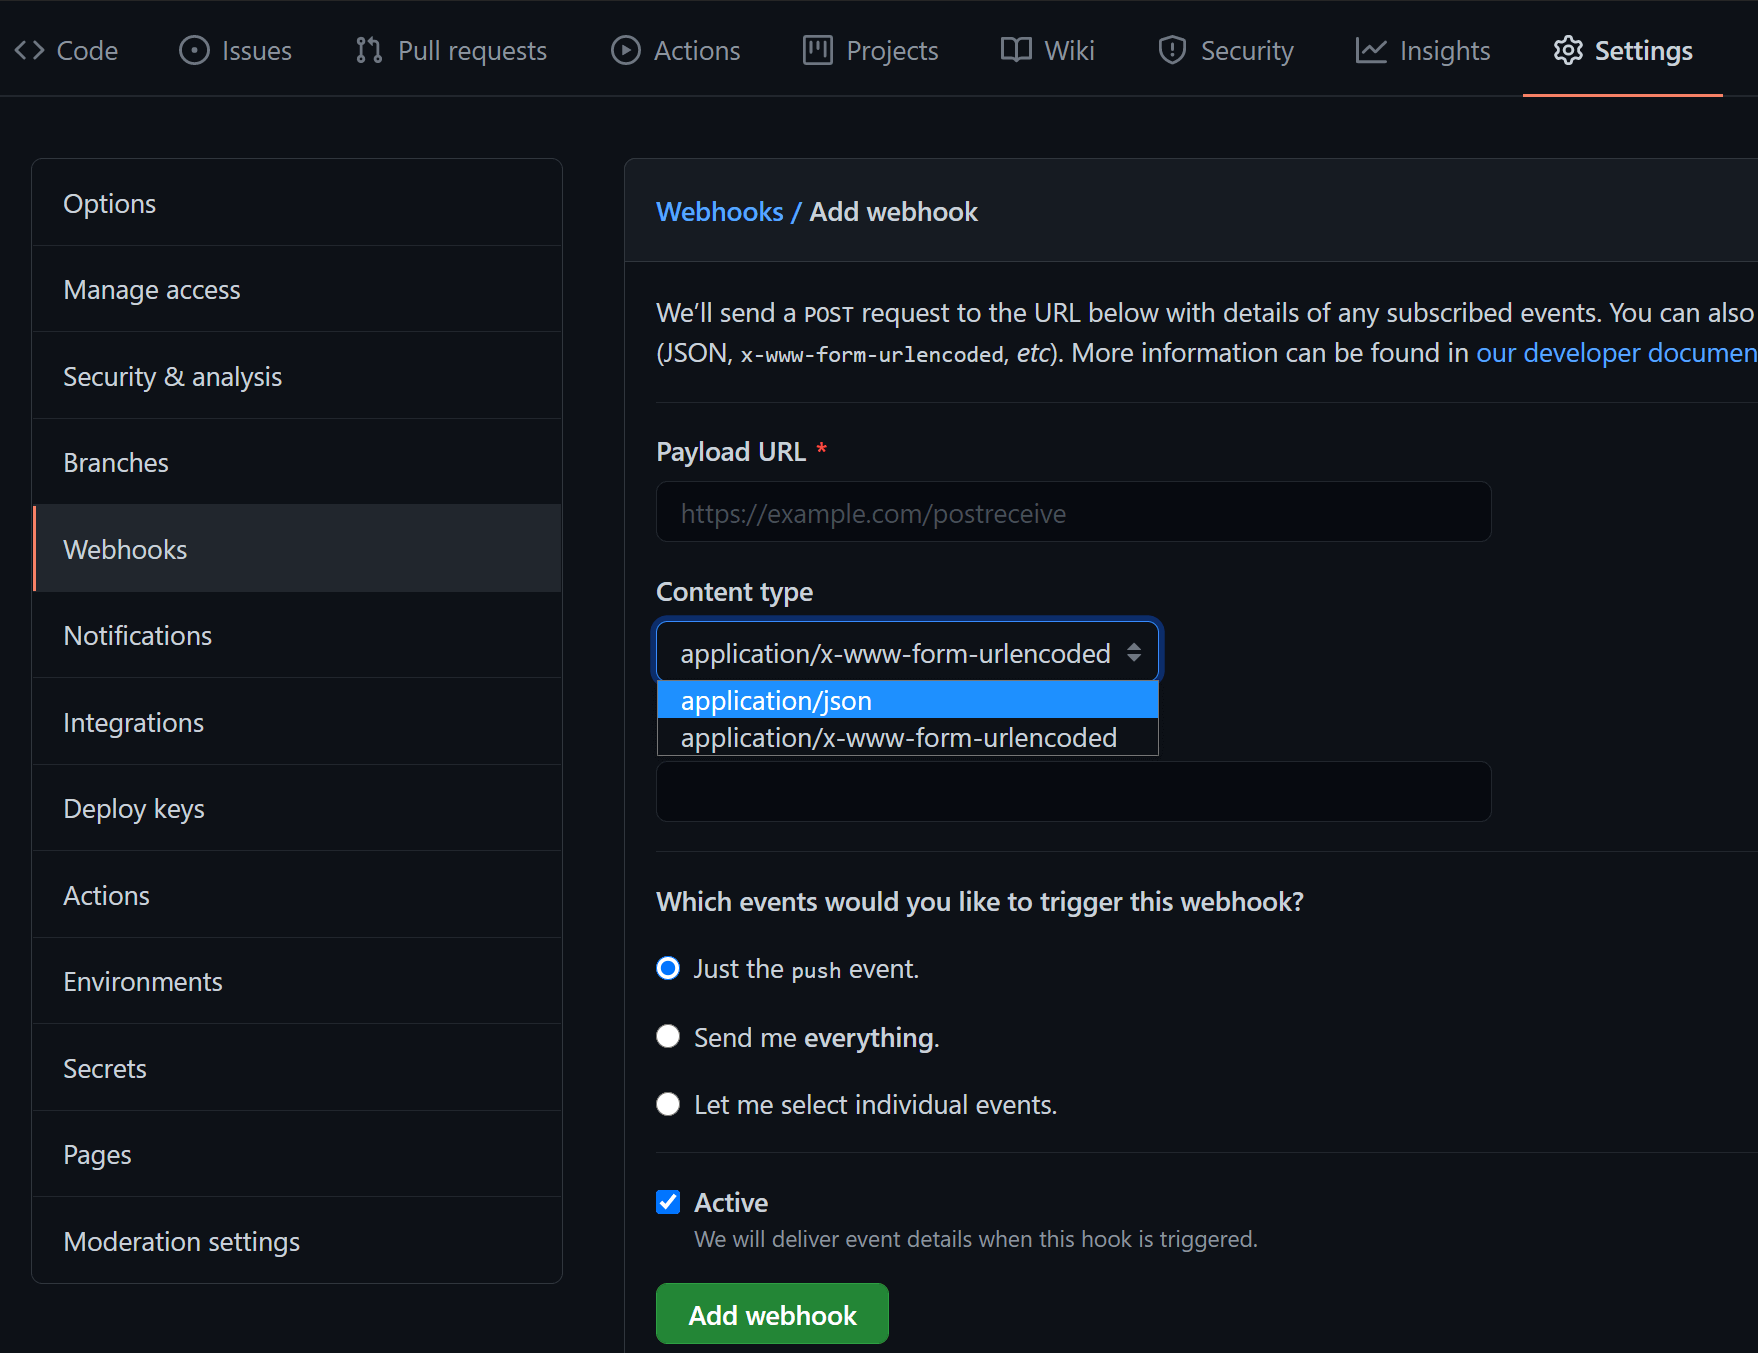 Code Issues Pull requests Actions Projects Wiki Security Insights Settings
Options
Manage access
Security & analysis
Branches
Webhooks
Notifications
Integrations
Deploy keys
Actions
Environments
Secrets
Pages
Moderation settings
Webhooks / Add webhook
We’ll send a POST request to the URL below with details of any subscribed events. You can also
(JSON, x-www-form-urlencoded, etc). More information can be found in our developer documen
Payload URL *
https://example.com/postreceive
Content type
application/x-www-form-urlencoded
application/json
application/x-www-form-urlencoded
Which events would you like to trigger this webhook?
Just the push event.
Send me everything.
Let me select individual events.
Active
We will deliver event details when this hook is triggered.
Add webhook